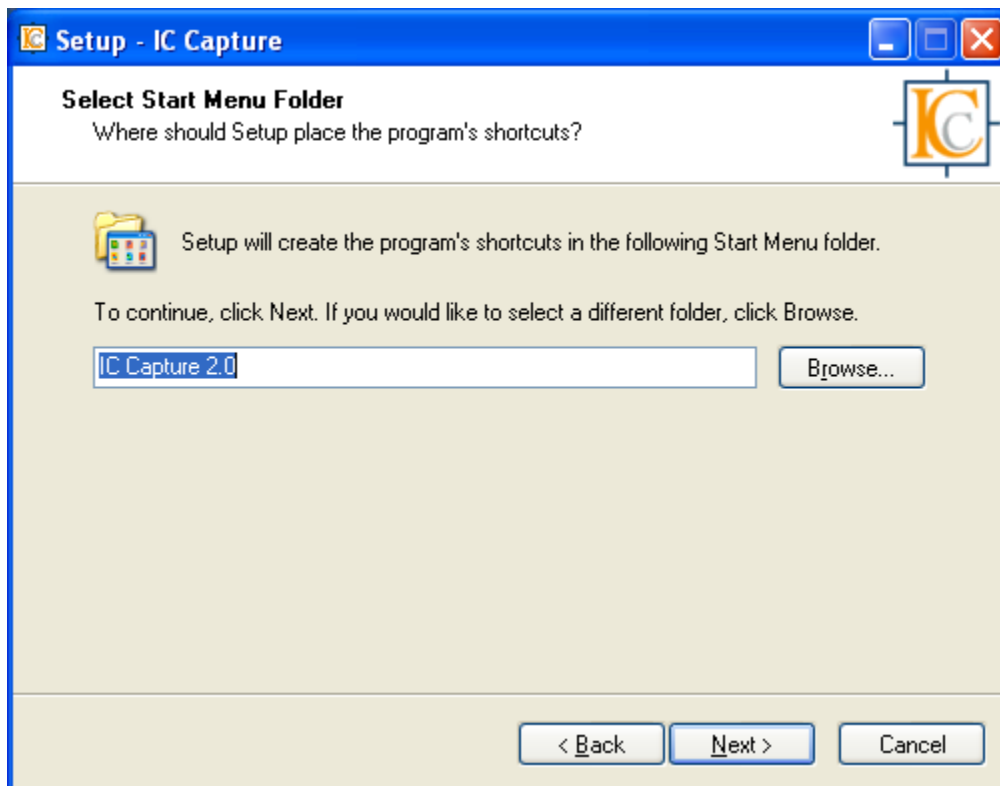 Setup - IC Capture
Select Start Menu Folder
Where should Setup place the program's shortcuts?
IC
Setup will create the program's shortcuts in the following Start Menu folder.
To continue, click Next. If you would like to select a different folder, click Browse.
IC Capture 2.0
Browse...
< Back
Next >
Cancel